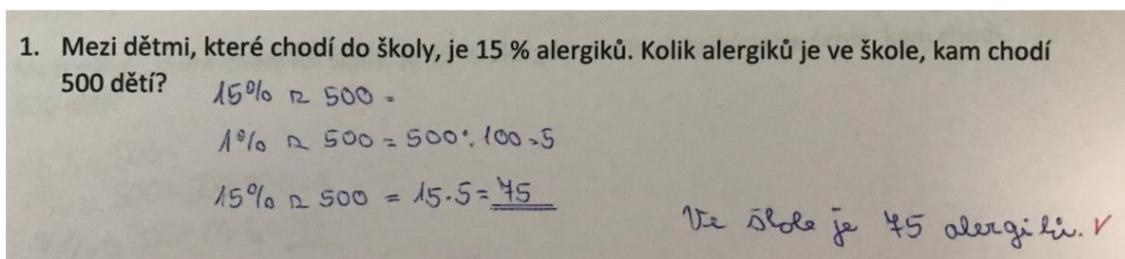 1. Mezi dětmi, které chodí do školy, je 15 % alergiků. Kolik alergiků je ve škole, kam chodí
500 dětí?
15% z 500 =
1% z 500 = 500 : 100 = 5
15% z 500 = 15 . 5 = 75
Ve škole je 75 alergiků. ✓